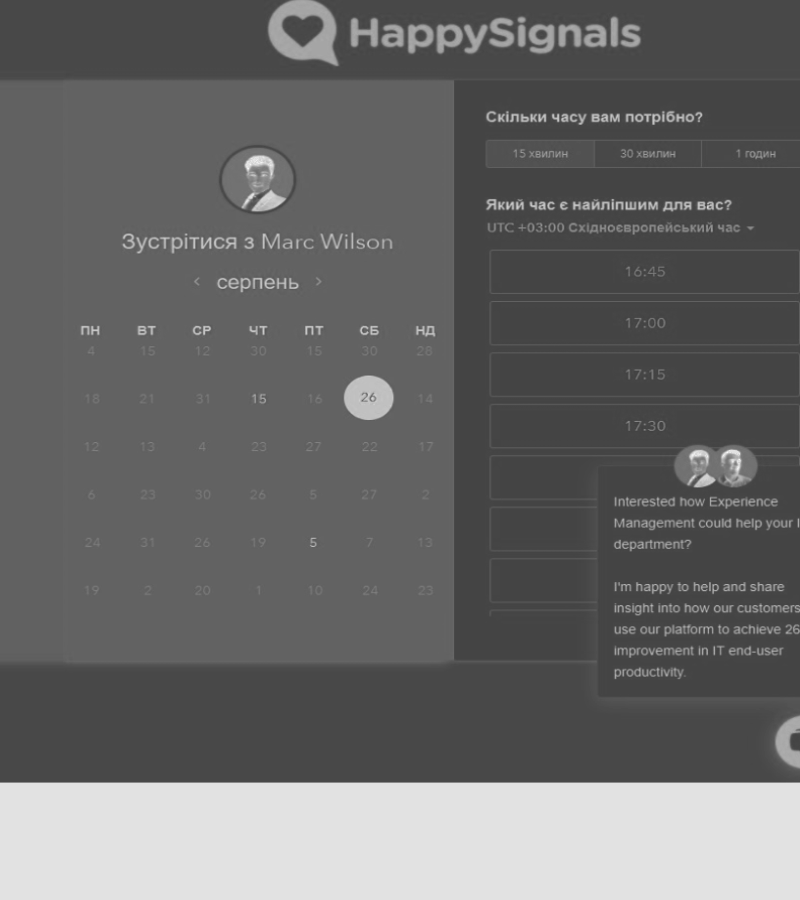 HappySignals
Зустрітися з Marc Wilson
серпень
ПН ВТ СР ЧТ ПТ СБ НД
4 15 12 30 15 30 28
18 21 31 15 16 26 14
12 13 4 23 27 22 17
6 23 30 26 5 27 2
24 31 26 19 5 7 13
19 2 20 1 10 24 23
Скільки часу вам потрібно?
15 хвилин 30 хвилин 1 годин
Який час є найліпшим для вас?
UTC +03:00 Східноєвропейський час
16:45
17:00
17:15
17:30
Interested how Experience
Management could help your
department?
I'm happy to help and share
insight into how our customers
use our platform to achieve 26
improvement in IT end-user
productivity.